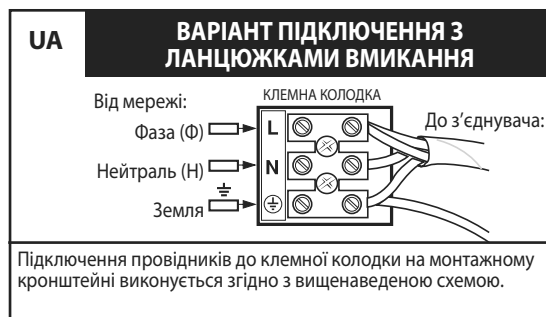 UA
ВАРІАНТ ПІДКЛЮЧЕННЯ З
ЛАНЦЮЖКАМИ ВМИКАННЯ
Від мережі:
КЛЕМНА КОЛОДКА
Фаза (Ф)
L
До з’єднувача:
Нейтраль (Н)
N
Земля
Підключення провідників до клемної колодки на монтажному
кронштейні виконується згідно з вищенаведеною схемою.